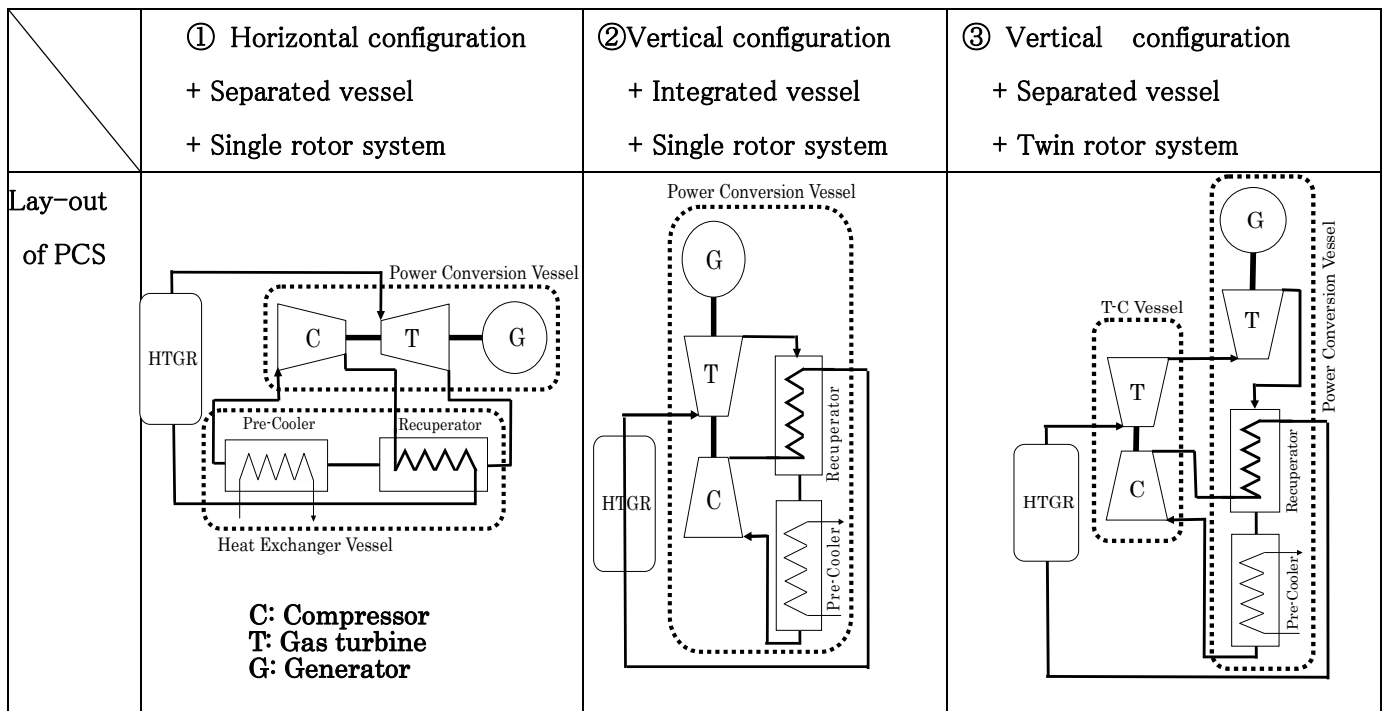 ① Horizontal configuration
+ Separated vessel
+ Single rotor system
②Vertical configuration
+ Integrated vessel
+ Single rotor system
③ Vertical configuration
+ Separated vessel
+ Twin rotor system
Lay-out
of PCS
Power Conversion Vessel
HTGR
C
T
G
Pre-Cooler
Recuperator
Heat Exchanger Vessel
C: Compressor
T: Gas turbine
G: Generator
Power Conversion Vessel
G
T
Recuperator
HTGR
C
Pre-Cooler
G
Power Conversion Vessel
T-C Vessel
T
T
Recuperator
HTGR
C
Pre-Cooler